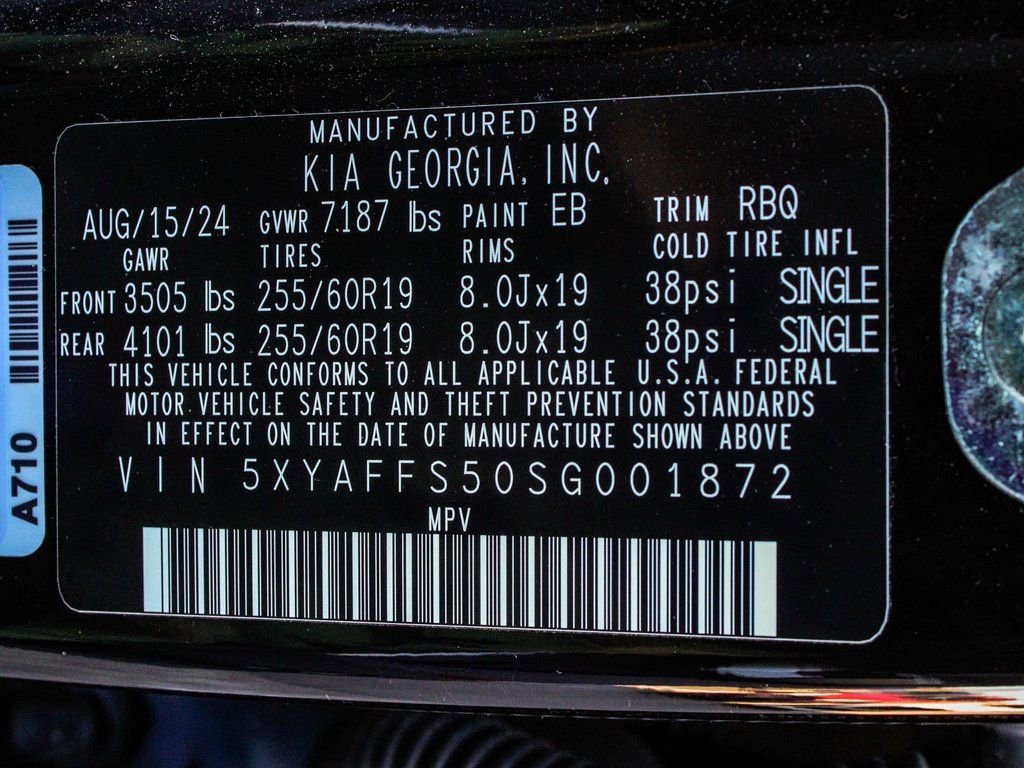 MANUFACTURED BY
KIA GEORGIA, INC.
AUG/15/24 GVWR 7187 lbs PAINT EB TRIM RBQ
GAWR TIRES RIMS COLD TIRE INFL
FRONT 3505 lbs 255/60R19 8.0Jx19 38psi SINGLE
REAR 4101 lbs 255/60R19 8.0Jx19 38psi SINGLE
THIS VEHICLE CONFORMS TO ALL APPLICABLE U.S.A. FEDERAL
MOTOR VEHICLE SAFETY AND THEFT PREVENTION STANDARDS
IN EFFECT ON THE DATE OF MANUFACTURE SHOWN ABOVE
VIN 5XYAFFS50SG001872
MPV
A710